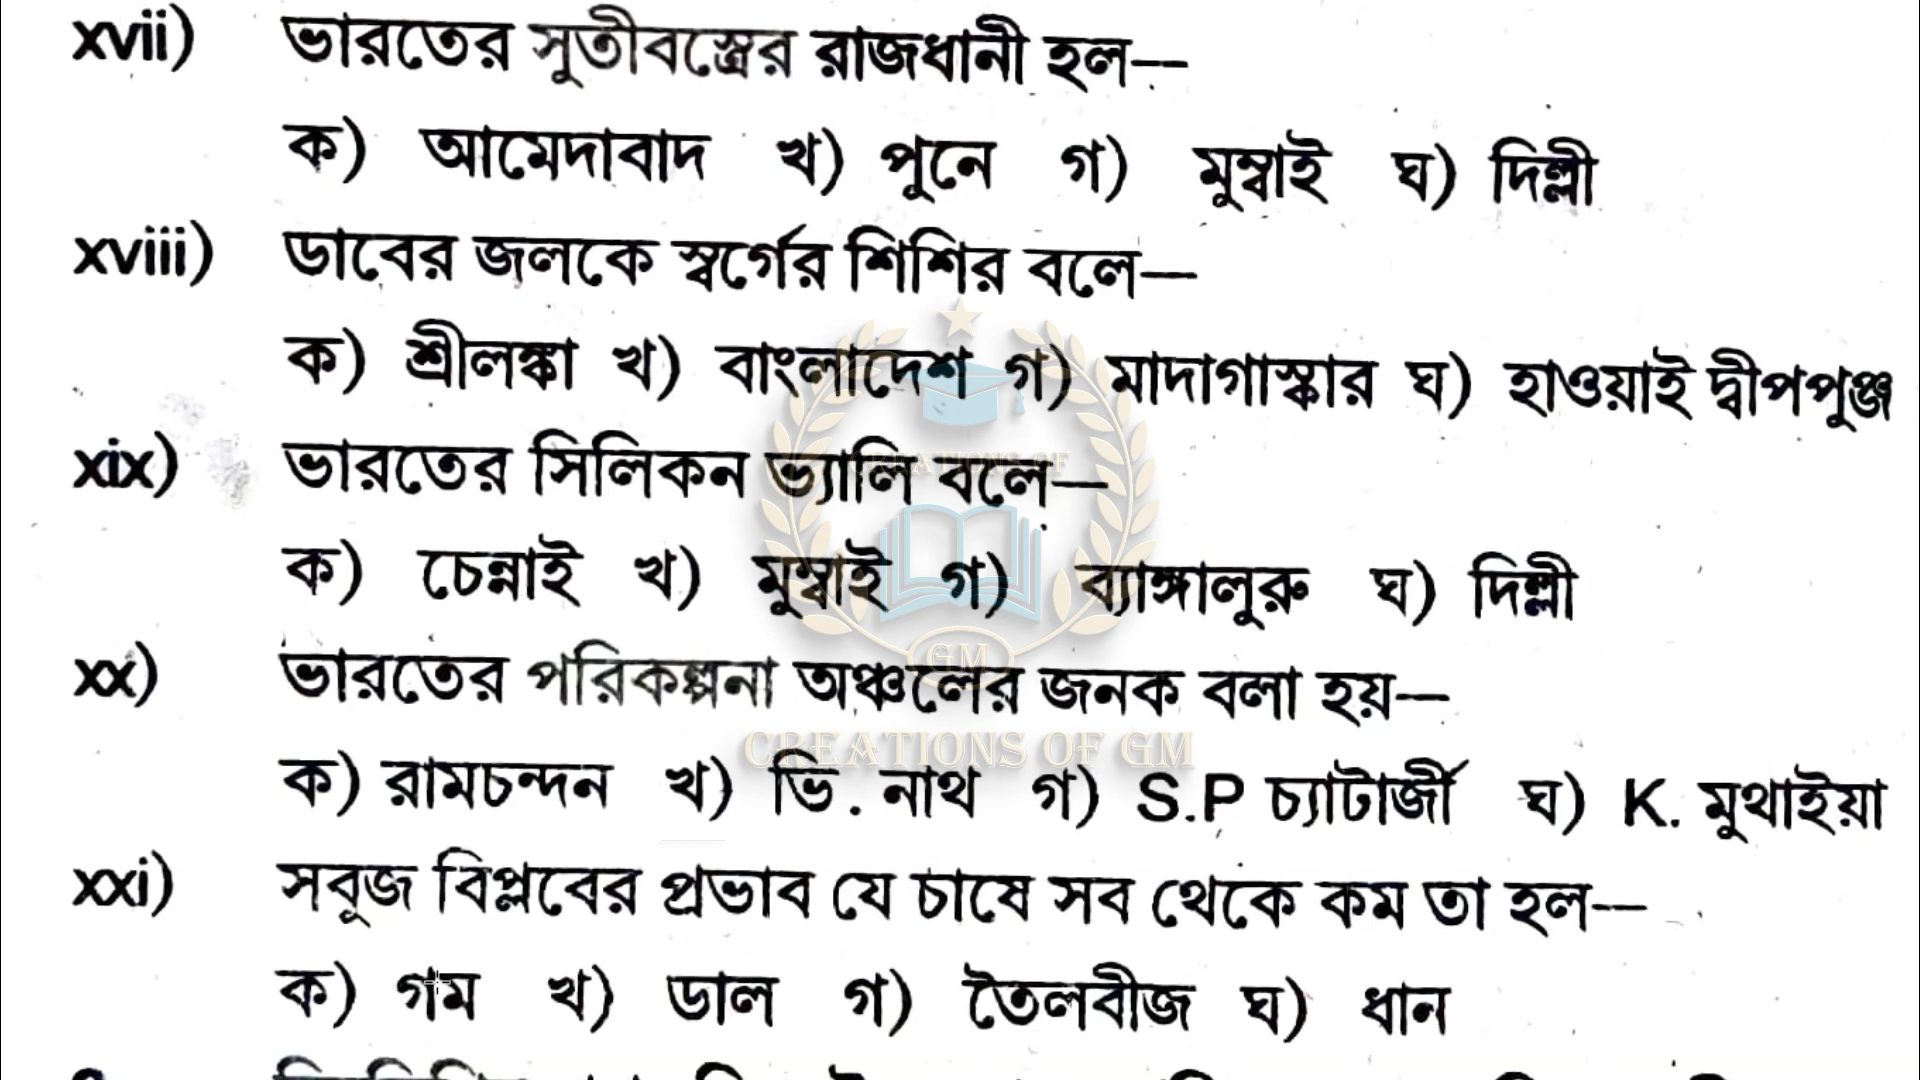 xvii) ভারতের সুতীবস্ত্রের রাজধানী হল—
ক) আমেদাবাদ খ) পুনে গ) মুম্বাই ঘ) দিল্লী
xviii) ডাবের জলকে স্বর্গের শিশির বলে—
ক) শ্রীলঙ্কা খ) বাংলাদেশ গ) মাদাগাস্কার ঘ) হাওয়াই দ্বীপপুঞ্জ
xix) ভারতের সিলিকন ভ্যালি বলে—
ক) চেন্নাই খ) মুম্বাই গ) ব্যাঙ্গালুরু ঘ) দিল্লী
xx) ভারতের পরিকল্পনা অঞ্চলের জনক বলা হয়—
GM
CREATIONS OF GM
ক) রামচন্দন খ) ভি. নাথ গ) S.P চ্যাটার্জী ঘ) K. মুথাইয়া
xxi) সবুজ বিপ্লবের প্রভাব যে চাষে সব থেকে কম তা হল—
ক) গম খ) ডাল গ) তৈলবীজ ঘ) ধান